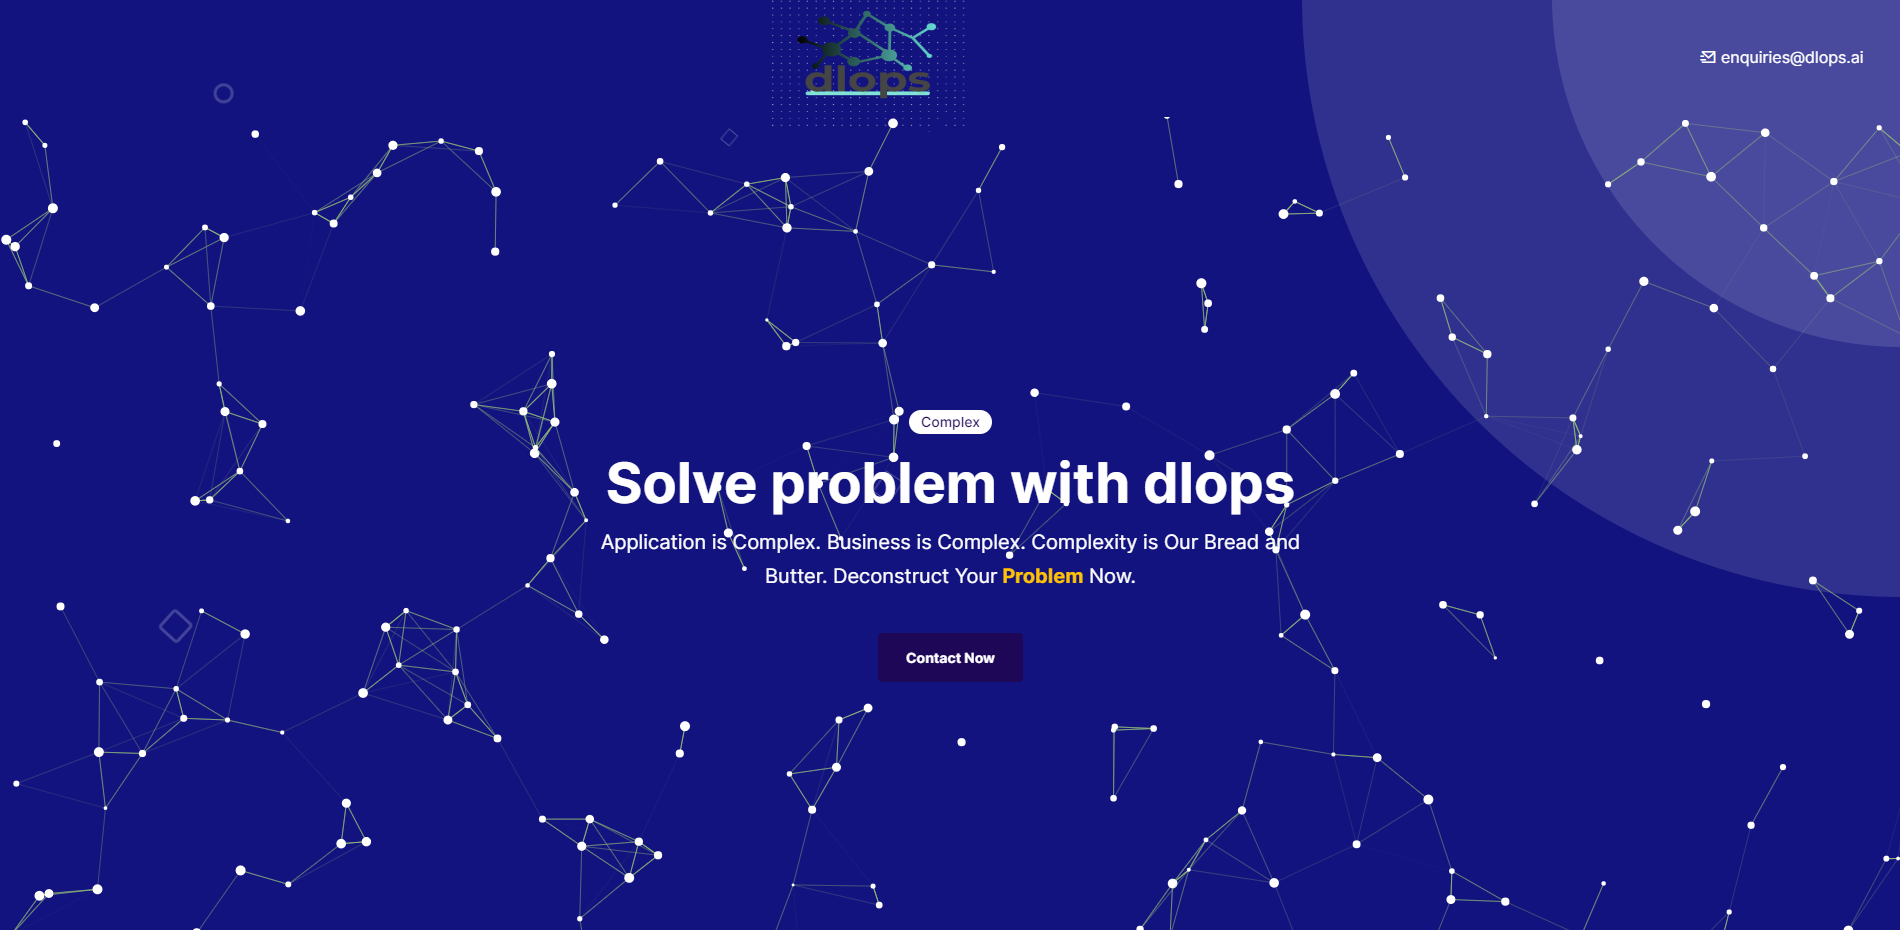 dlops
enquiries@dlops.ai
Complex
Solve problem with dlops
Application is Complex. Business is Complex. Complexity is Our Bread and
Butter. Deconstruct Your Problem Now.
Contact Now